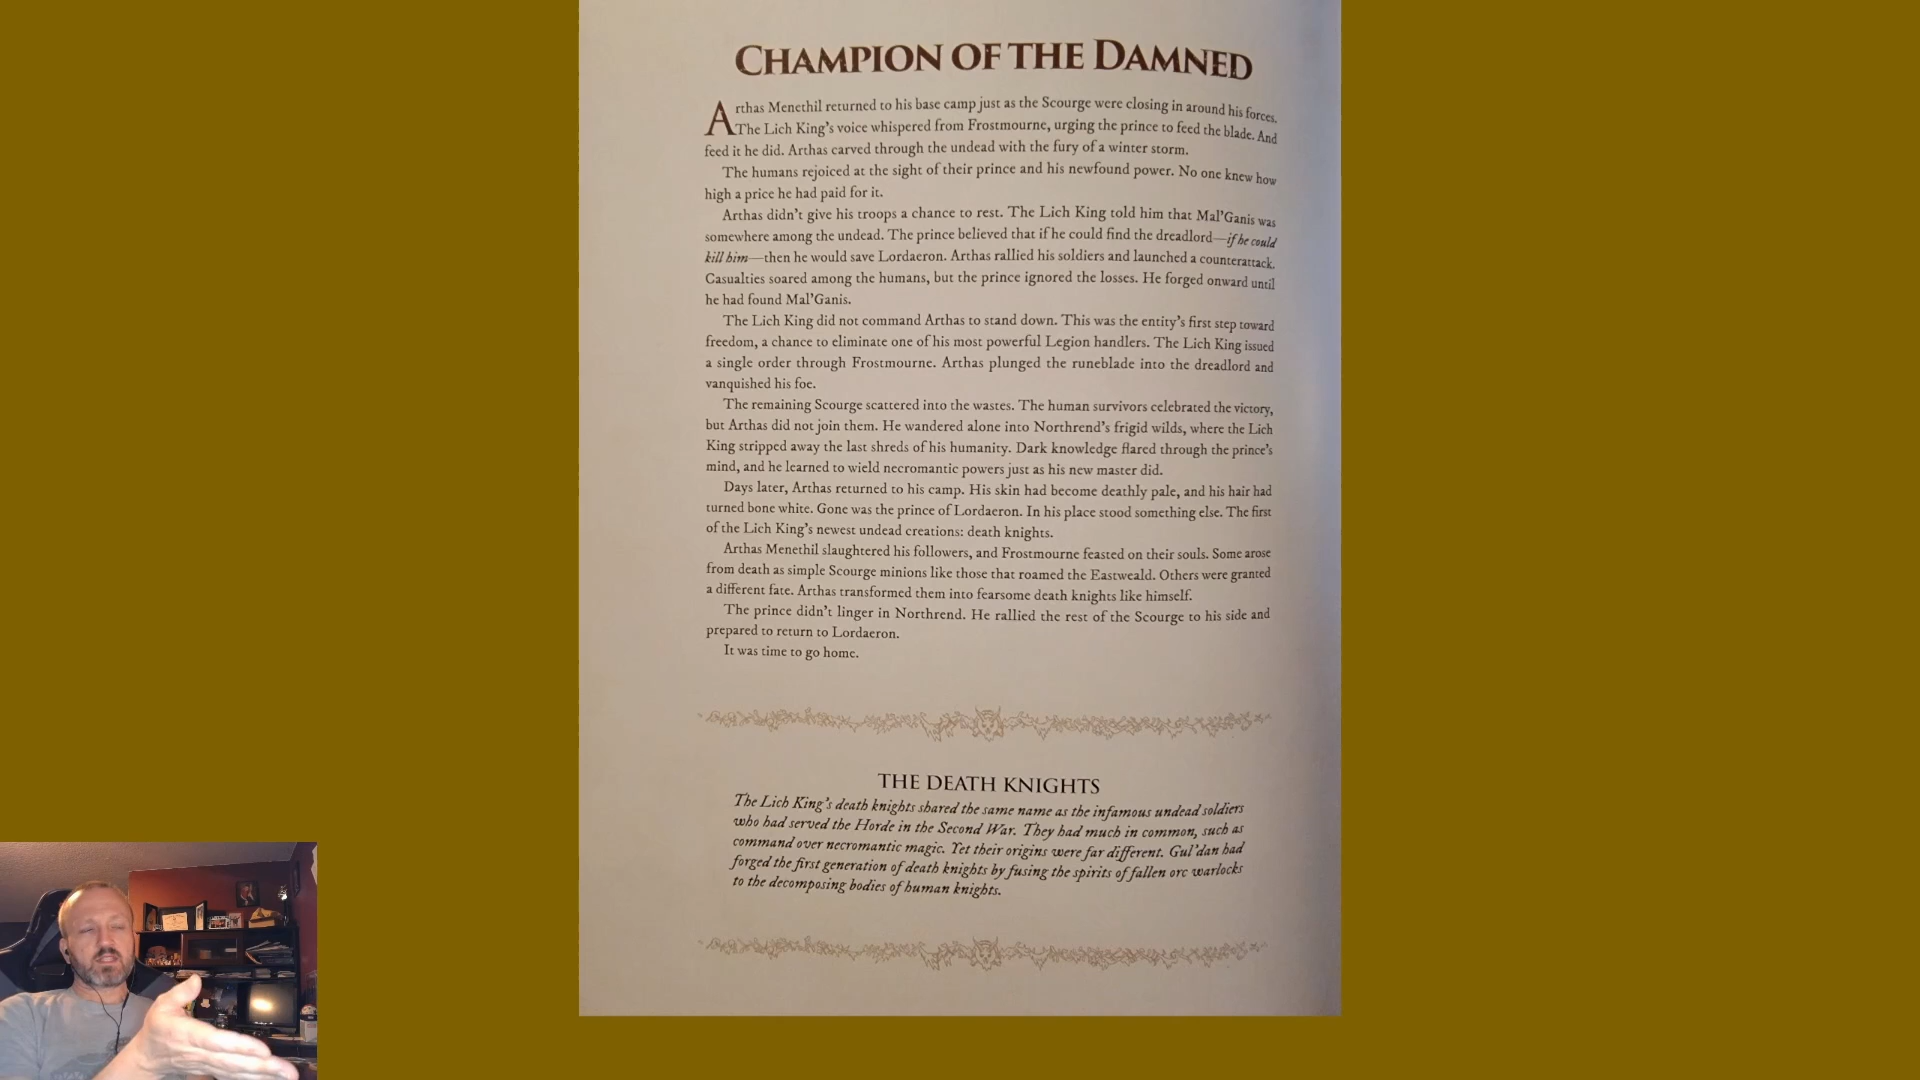 CHAMPION OF THE DAMNED
Arthas Menethil returned to his base camp just as the Scourge were closing in around his forces.
The Lich King's voice whispered from Frostmourne, urging the prince to feed the blade. And
feed it he did. Arthas carved through the undead with the fury of a winter storm.
The humans rejoiced at the sight of their prince and his newfound power. No one knew how
high a price he had paid for it.
Arthas didn't give his troops a chance to rest. The Lich King told him that Mal'Ganis was
somewhere among the undead. The prince believed that if he could find the dreadlord—if he could
kill him—then he would save Lordaeron. Arthas rallied his soldiers and launched a counterattack.
Casualties soared among the humans, but the prince ignored the losses. He forged onward until
he had found Mal'Ganis.
The Lich King did not command Arthas to stand down. This was the entity's first step toward
freedom, a chance to eliminate one of his most powerful Legion handlers. The Lich King issued
a single order through Frostmourne. Arthas plunged the runeblade into the dreadlord and
vanquished his foe.
The remaining Scourge scattered into the wastes. The human survivors celebrated the victory,
but Arthas did not join them. He wandered alone into Northrend's frigid wilds, where the Lich
King stripped away the last shreds of his humanity. Dark knowledge flared through the prince's
mind, and he learned to wield necromantic powers just as his new master did.
Days later, Arthas returned to his camp. His skin had become deathly pale, and his hair had
turned bone white. Gone was the prince of Lordaeron. In his place stood something else. The first
of the Lich King's newest undead creations: death knights.
Arthas Menethil slaughtered his followers, and Frostmourne feasted on their souls. Some arose
from death as simple Scourge minions like those that roamed the Eastweald. Others were granted
a different fate. Arthas transformed them into fearsome death knights like himself.
The prince didn't linger in Northrend. He rallied the rest of the Scourge to his side and
prepared to return to Lordaeron.
It was time to go home.
THE DEATH KNIGHTS
The Lich King's death knights shared the same name as the infamous undead soldiers
who had served the Horde in the Second War. They had much in common, such as
command over necromantic magic. Yet their origins were far different. Gul'dan had
forged the first generation of death knights by fusing the spirits of fallen orc warlocks
to the decomposing bodies of human knights.